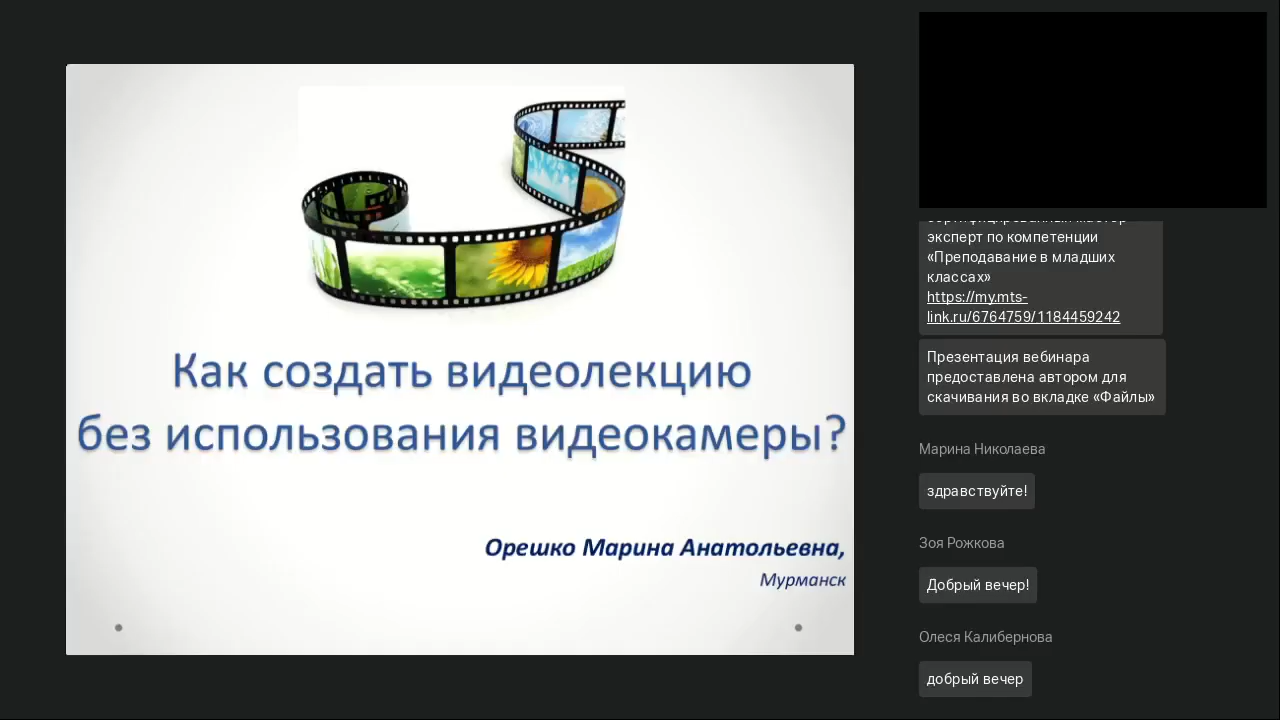 Как создать видеолекцию
без использования видеокамеры?
Орешко Марина Анатольевна,
Мурманск
эксперт по компетенции
«Преподавание в младших
классах»
https://my.mts-
link.ru/6764759/1184459242
Презентация вебинара
предоставлена автором для
скачивания во вкладке «Файлы»
Марина Николаева
здравствуйте!
Зоя Рожкова
Добрый вечер!
Олеся Калибернова
добрый вечер